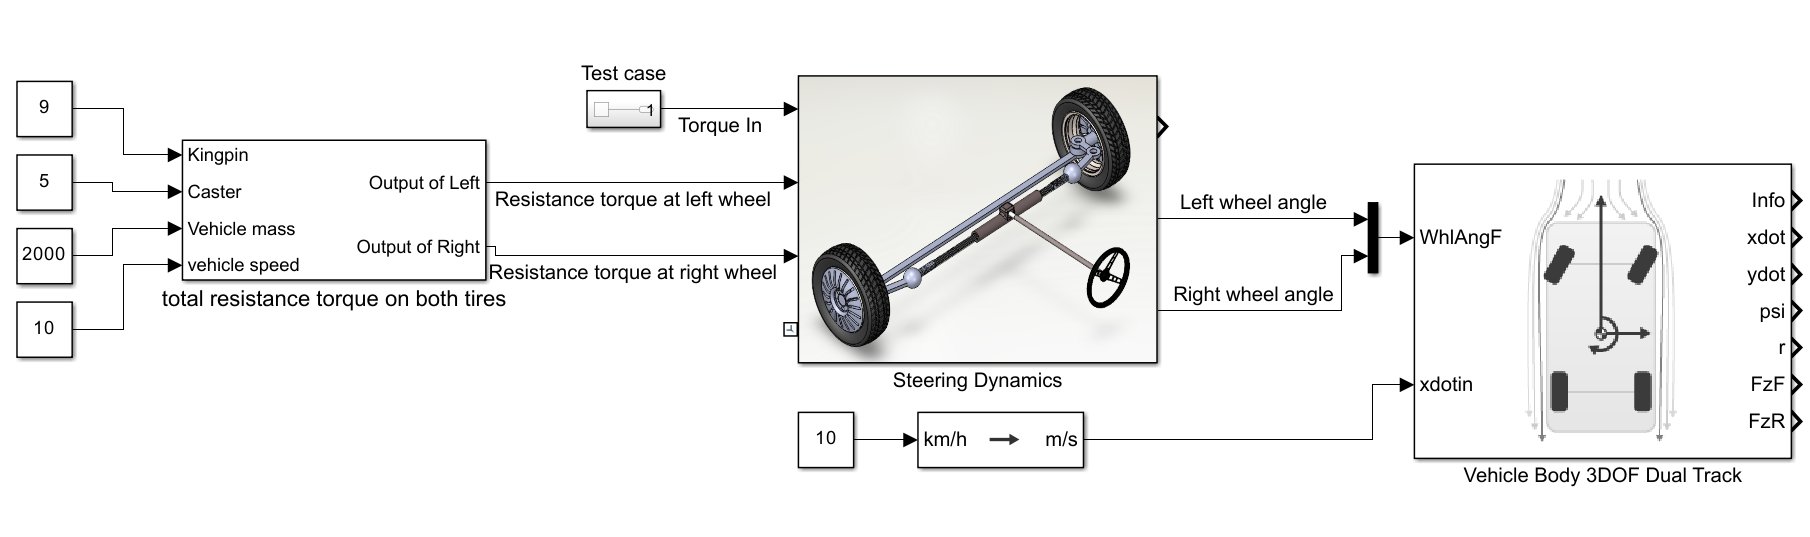 Test case
1
Torque In
9
5
2000
10
Kingpin
Caster
Vehicle mass
vehicle speed
Output of Left
Output of Right
total resistance torque on both tires
Resistance torque at left wheel
Resistance torque at right wheel
Steering Dynamics
Left wheel angle
Right wheel angle
10
km/h
m/s
WhlAngF
xdotin
Info
xdot
ydot
psi
r
FzF
FzR
Vehicle Body 3DOF Dual Track